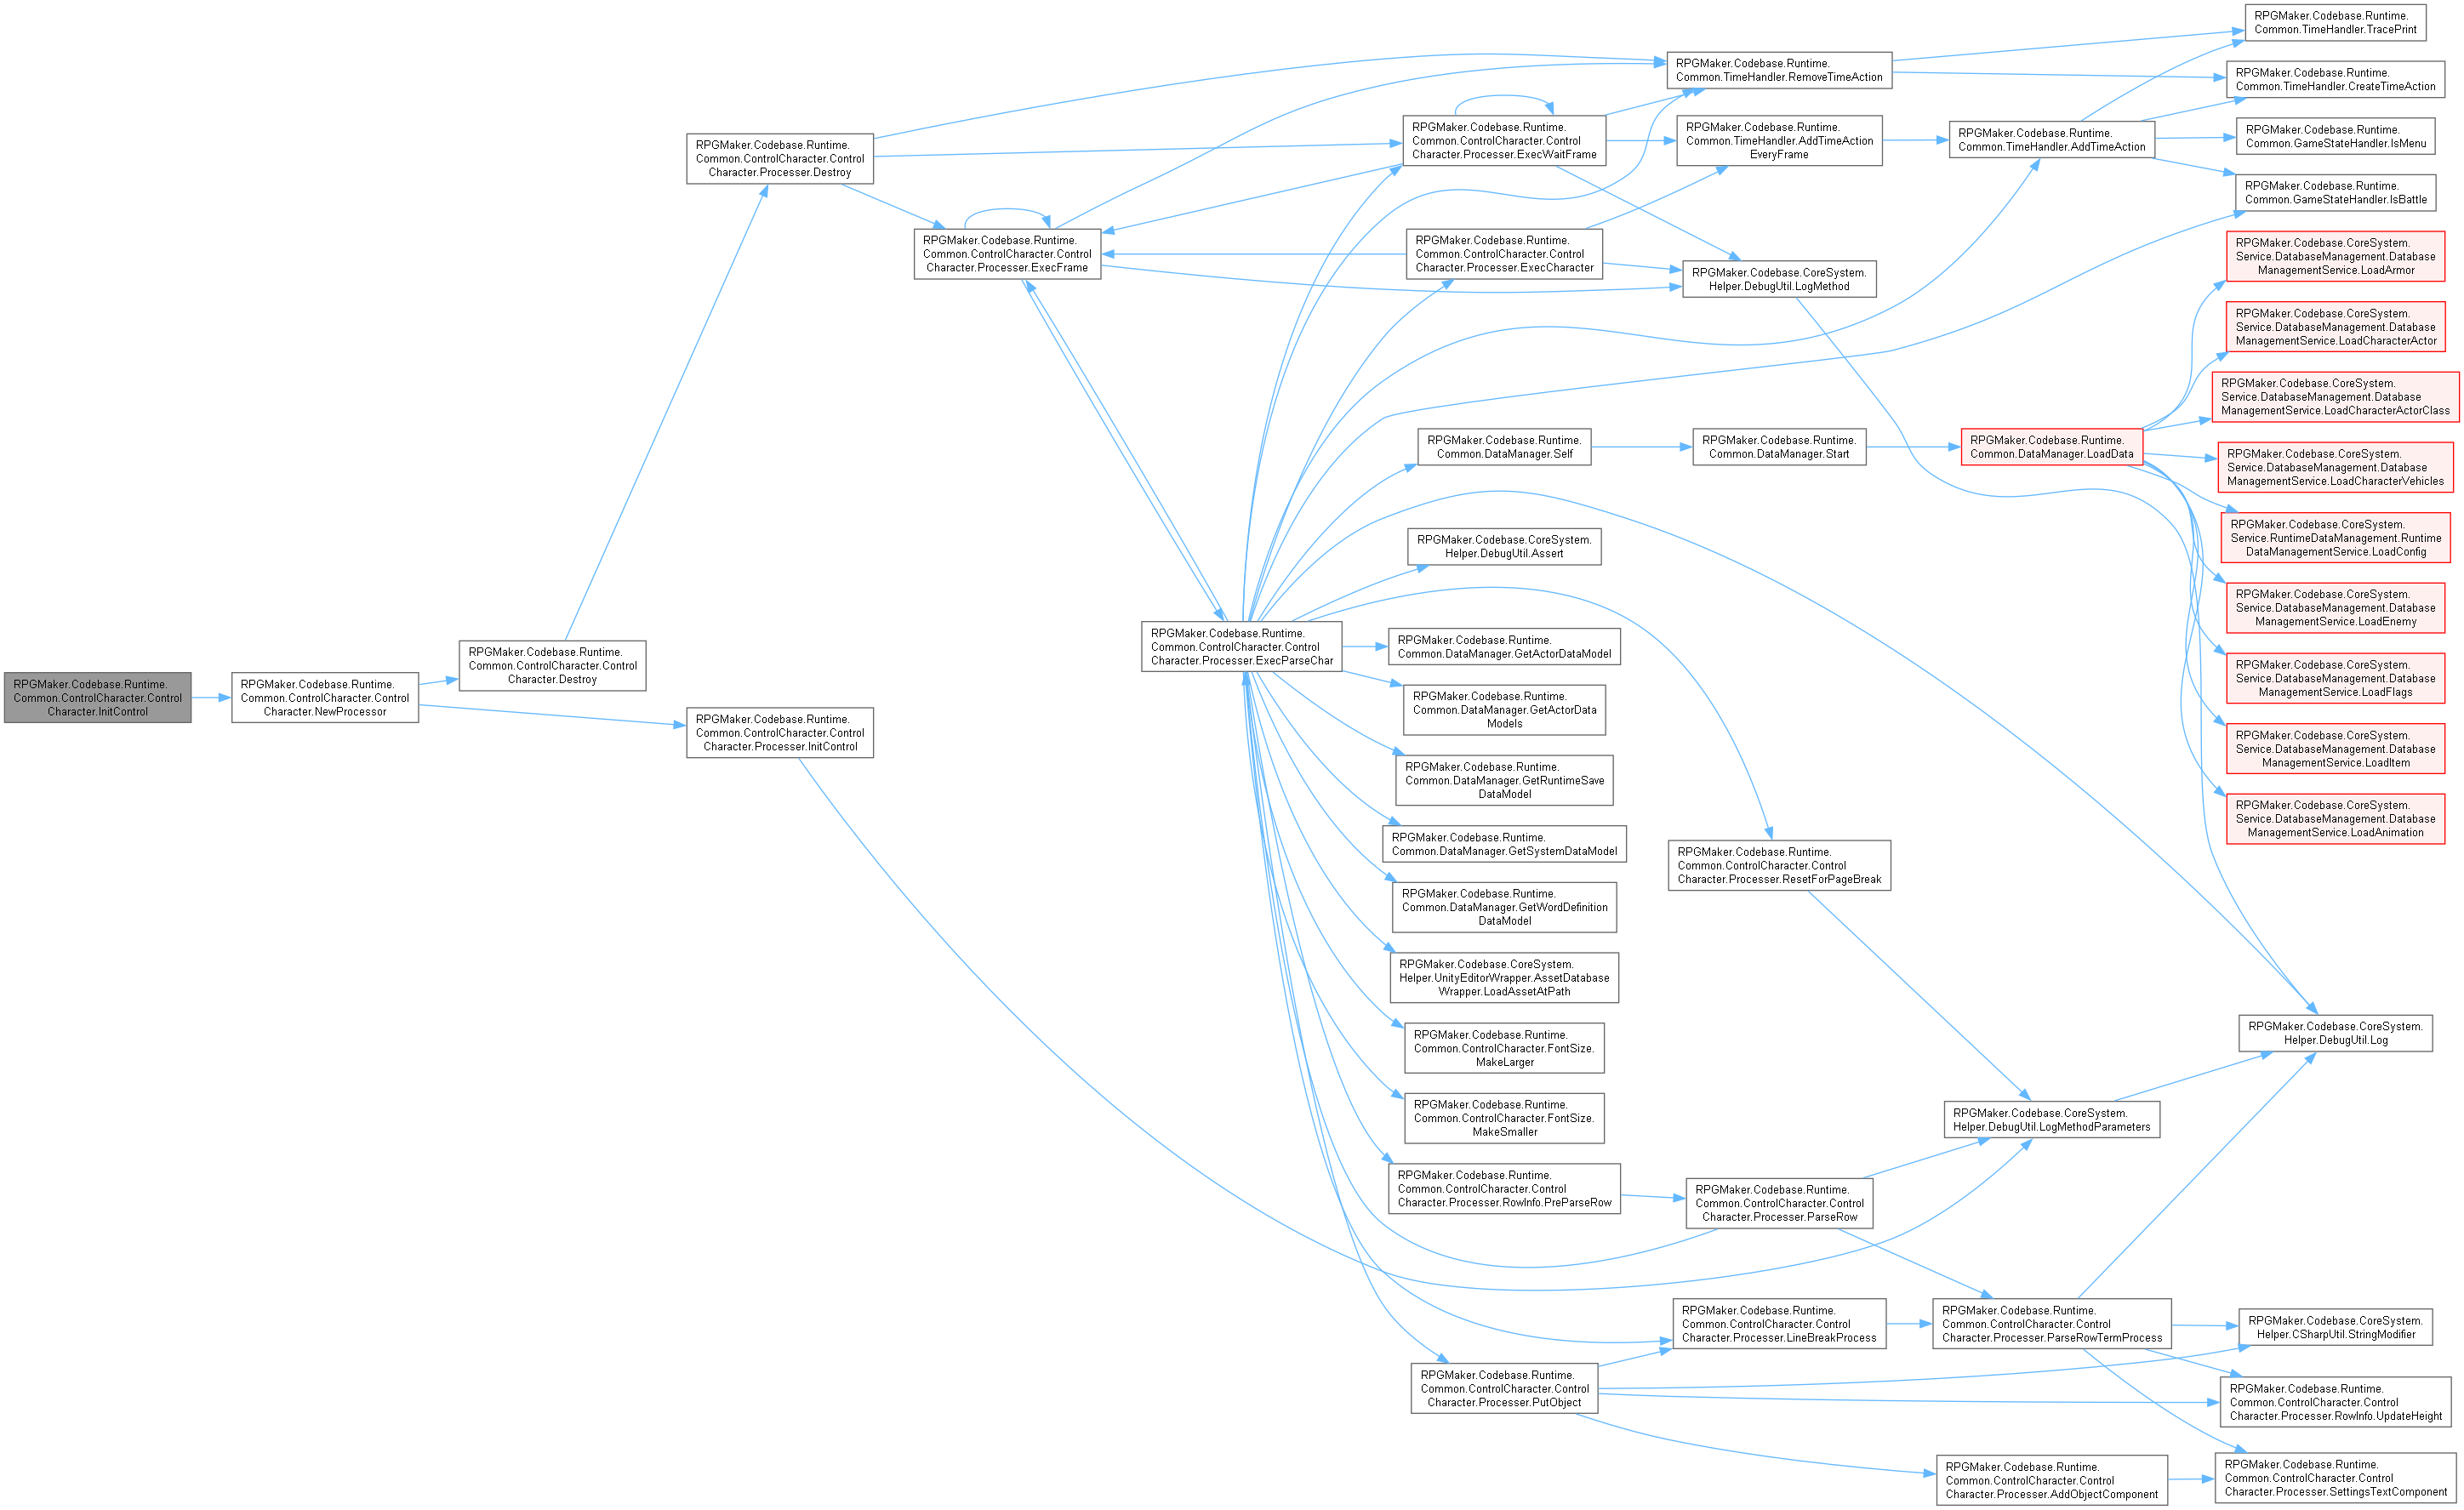 RPGMaker.Codebase.Runtime.
Common.ControlCharacter.Control
Character.InitControl
RPGMaker.Codebase.Runtime.
Common.ControlCharacter.Control
Character.NewProcessor
RPGMaker.Codebase.Runtime.
Common.ControlCharacter.Control
Character.Destroy
RPGMaker.Codebase.Runtime.
Common.ControlCharacter.Control
Character.Processer.Destroy
RPGMaker.Codebase.Runtime.
Common.ControlCharacter.Control
Character.Processer.InitControl
RPGMaker.Codebase.Runtime.
Common.ControlCharacter.Control
Character.Processer.ExecFrame
RPGMaker.Codebase.Runtime.
Common.ControlCharacter.Control
Character.Processer.ExecParseChar
RPGMaker.Codebase.Runtime.
Common.ControlCharacter.Control
Character.Processer.ExecWaitFrame
RPGMaker.Codebase.Runtime.
Common.ControlCharacter.Control
Character.Processer.ExecCharacter
RPGMaker.Codebase.Runtime.
Common.DataManager.Self
RPGMaker.Codebase.CoreSystem.
Helper.DebugUtil.Assert
RPGMaker.Codebase.Runtime.
Common.DataManager.GetActorDataModel
RPGMaker.Codebase.Runtime.
Common.DataManager.GetActorData
Models
RPGMaker.Codebase.Runtime.
Common.DataManager.GetRuntimeSave
DataModel
RPGMaker.Codebase.Runtime.
Common.DataManager.GetSystemDataModel
RPGMaker.Codebase.Runtime.
Common.DataManager.GetWordDefinition
DataModel
RPGMaker.Codebase.CoreSystem.
Helper.UnityEditorWrapper.AssetDatabase
Wrapper.LoadAssetAtPath
RPGMaker.Codebase.Runtime.
Common.ControlCharacter.FontSize.
MakeLarger
RPGMaker.Codebase.Runtime.
Common.ControlCharacter.FontSize.
MakeSmaller
RPGMaker.Codebase.Runtime.
Common.ControlCharacter.Control
Character.Processer.RowInfo.PreParseRow
RPGMaker.Codebase.Runtime.
Common.ControlCharacter.Control
Character.Processer.PutObject
RPGMaker.Codebase.Runtime.
Common.TimeHandler.RemoveTimeAction
RPGMaker.Codebase.Runtime.
Common.TimeHandler.AddTimeAction
EveryFrame
RPGMaker.Codebase.CoreSystem.
Helper.DebugUtil.LogMethod
RPGMaker.Codebase.Runtime.
Common.DataManager.Start
RPGMaker.Codebase.Runtime.
Common.ControlCharacter.Control
Character.Processer.ResetForPageBreak
RPGMaker.Codebase.Runtime.
Common.ControlCharacter.Control
Character.Processer.ParseRow
RPGMaker.Codebase.Runtime.
Common.ControlCharacter.Control
Character.Processer.LineBreakProcess
RPGMaker.Codebase.Runtime.
Common.TimeHandler.AddTimeAction
RPGMaker.Codebase.Runtime.
Common.DataManager.LoadData
RPGMaker.Codebase.CoreSystem.
Helper.DebugUtil.LogMethodParameters
RPGMaker.Codebase.Runtime.
Common.ControlCharacter.Control
Character.Processer.ParseRowTermProcess
RPGMaker.Codebase.Runtime.
Common.ControlCharacter.Control
Character.Processer.AddObjectComponent
RPGMaker.Codebase.Runtime.
Common.TimeHandler.TracePrint
RPGMaker.Codebase.Runtime.
Common.TimeHandler.CreateTimeAction
RPGMaker.Codebase.Runtime.
Common.GameStateHandler.IsMenu
RPGMaker.Codebase.Runtime.
Common.GameStateHandler.IsBattle
RPGMaker.Codebase.CoreSystem.
Service.DatabaseManagement.Database
ManagementService.LoadArmor
RPGMaker.Codebase.CoreSystem.
Service.DatabaseManagement.Database
ManagementService.LoadCharacterActor
RPGMaker.Codebase.CoreSystem.
Service.DatabaseManagement.Database
ManagementService.LoadCharacterActorClass
RPGMaker.Codebase.CoreSystem.
Service.DatabaseManagement.Database
ManagementService.LoadCharacterVehicles
RPGMaker.Codebase.CoreSystem.
Service.RuntimeDataManagement.Runtime
DataManagementService.LoadConfig
RPGMaker.Codebase.CoreSystem.
Service.DatabaseManagement.Database
ManagementService.LoadEnemy
RPGMaker.Codebase.CoreSystem.
Service.DatabaseManagement.Database
ManagementService.LoadFlags
RPGMaker.Codebase.CoreSystem.
Service.DatabaseManagement.Database
ManagementService.LoadItem
RPGMaker.Codebase.CoreSystem.
Service.DatabaseManagement.Database
ManagementService.LoadAnimation
RPGMaker.Codebase.CoreSystem.
Helper.DebugUtil.Log
RPGMaker.Codebase.CoreSystem.
Helper.CSharpUtil.StringModifier
RPGMaker.Codebase.Runtime.
Common.ControlCharacter.Control
Character.Processer.RowInfo.UpdateHeight
RPGMaker.Codebase.Runtime.
Common.ControlCharacter.Control
Character.Processer.SettingsTextComponent